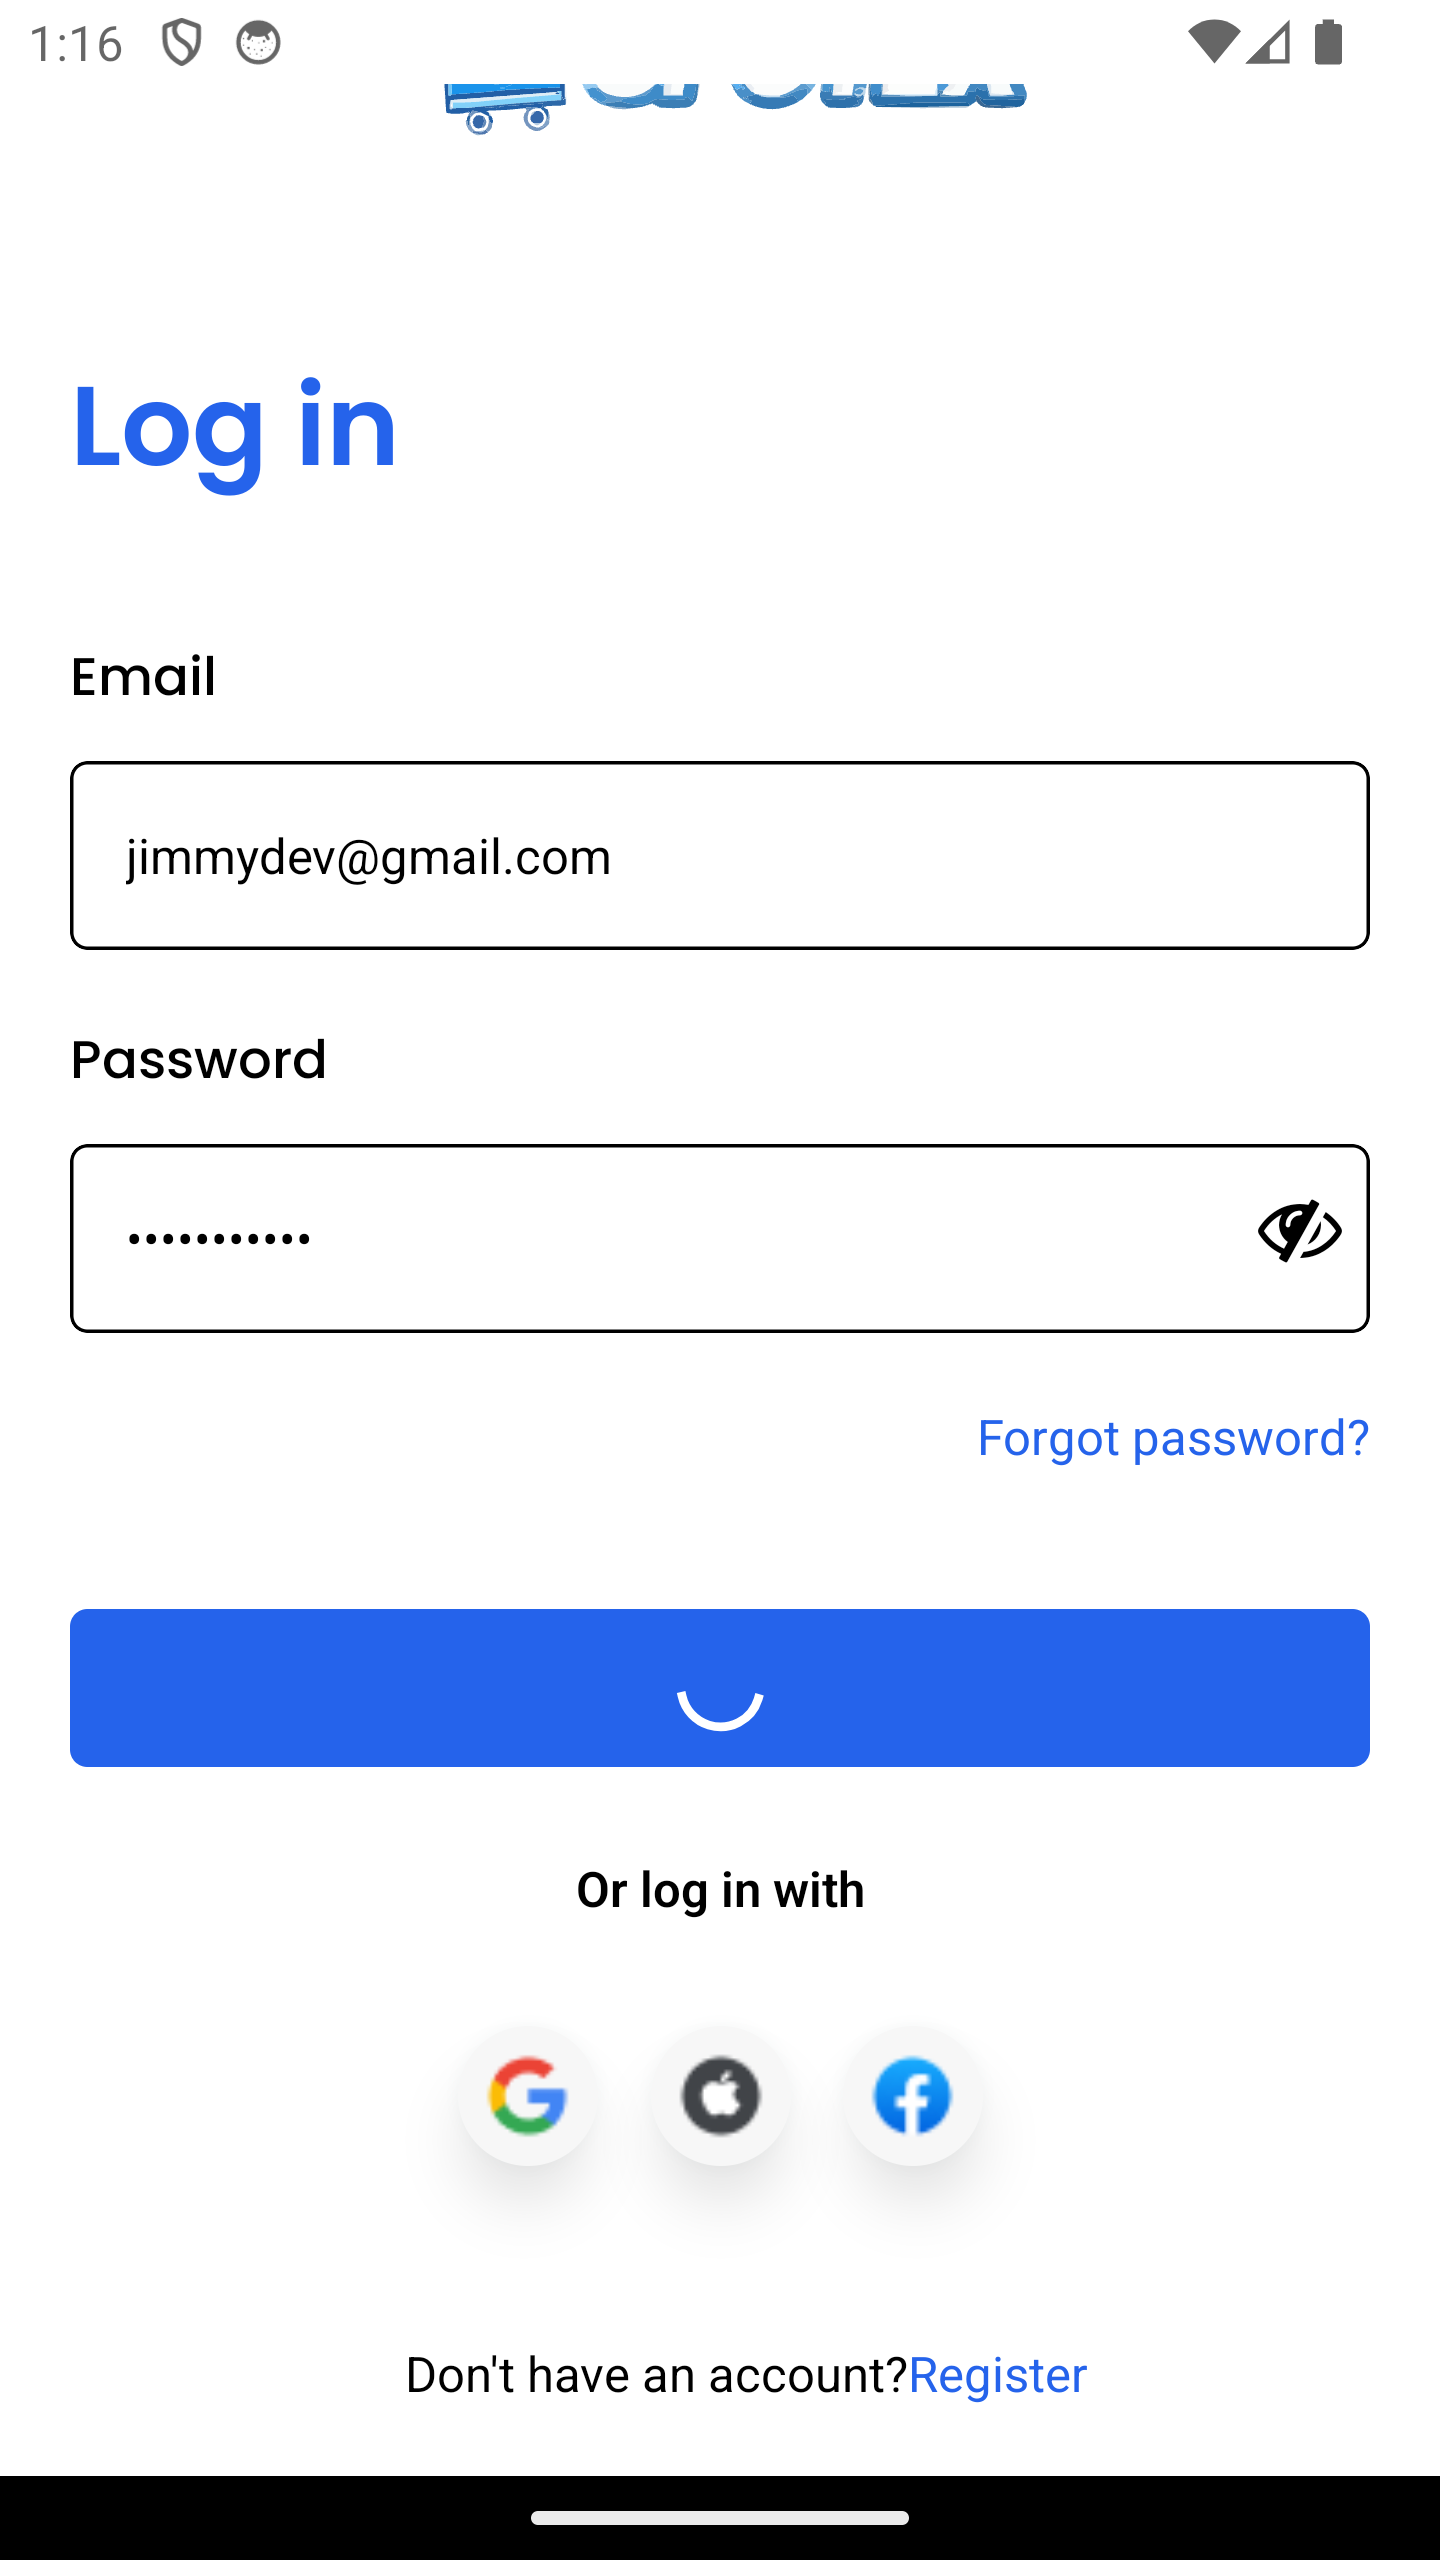 1:16
Log in
Email
jimmydev@gmail.com
Password
•••••••••••
Forgot password?
Or log in with
Don't have an account?Register